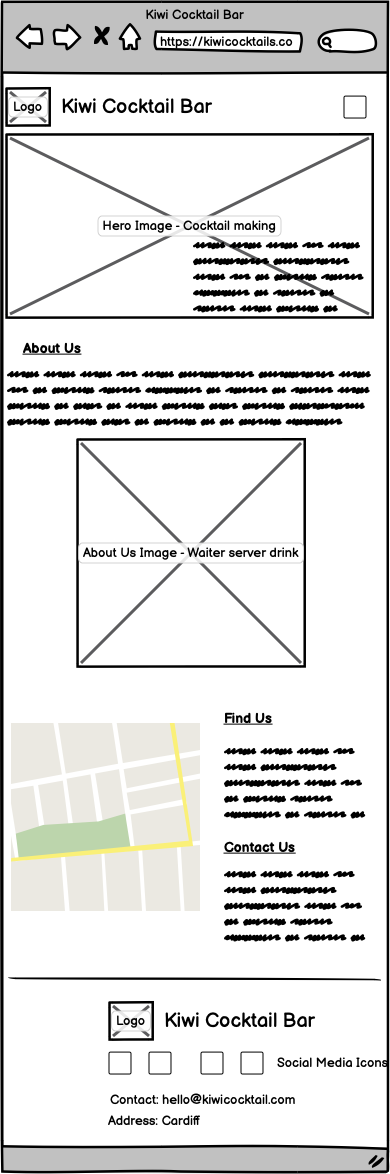 Kiwi Cocktail Bar
https://kiwicocktails.co
Logo
Kiwi Cocktail Bar
Hero Image - Cocktail making
About Us
About Us Image - Waiter server drink
Find Us
Contact Us
Logo
Kiwi Cocktail Bar
Social Media Icons
Contact: hello@kiwicocktail.com
Address: Cardiff